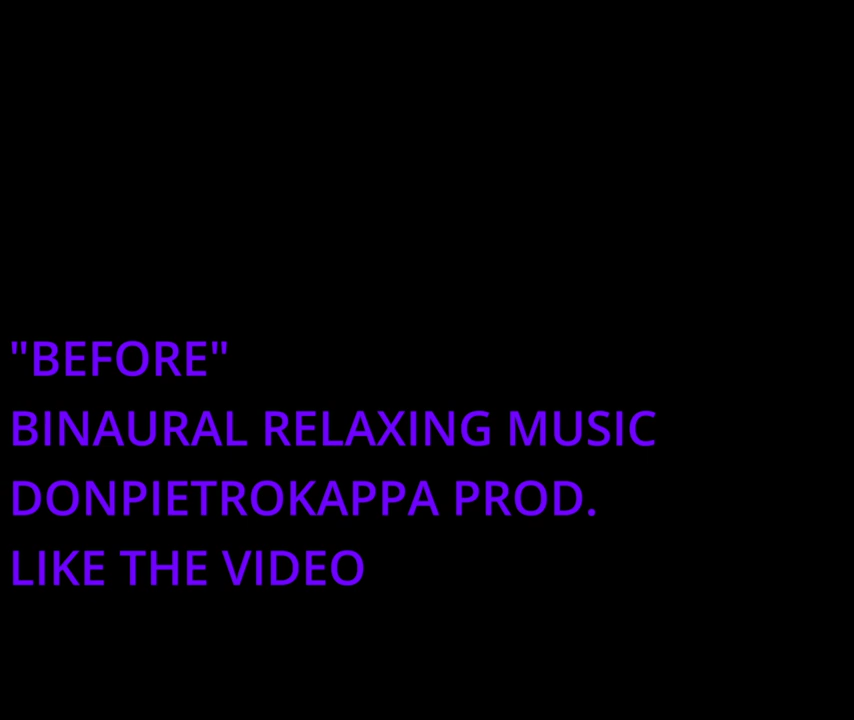 "BEFORE"
BINAURAL RELAXING MUSIC
DONPIETROKAPPA PROD.
LIKE THE VIDEO